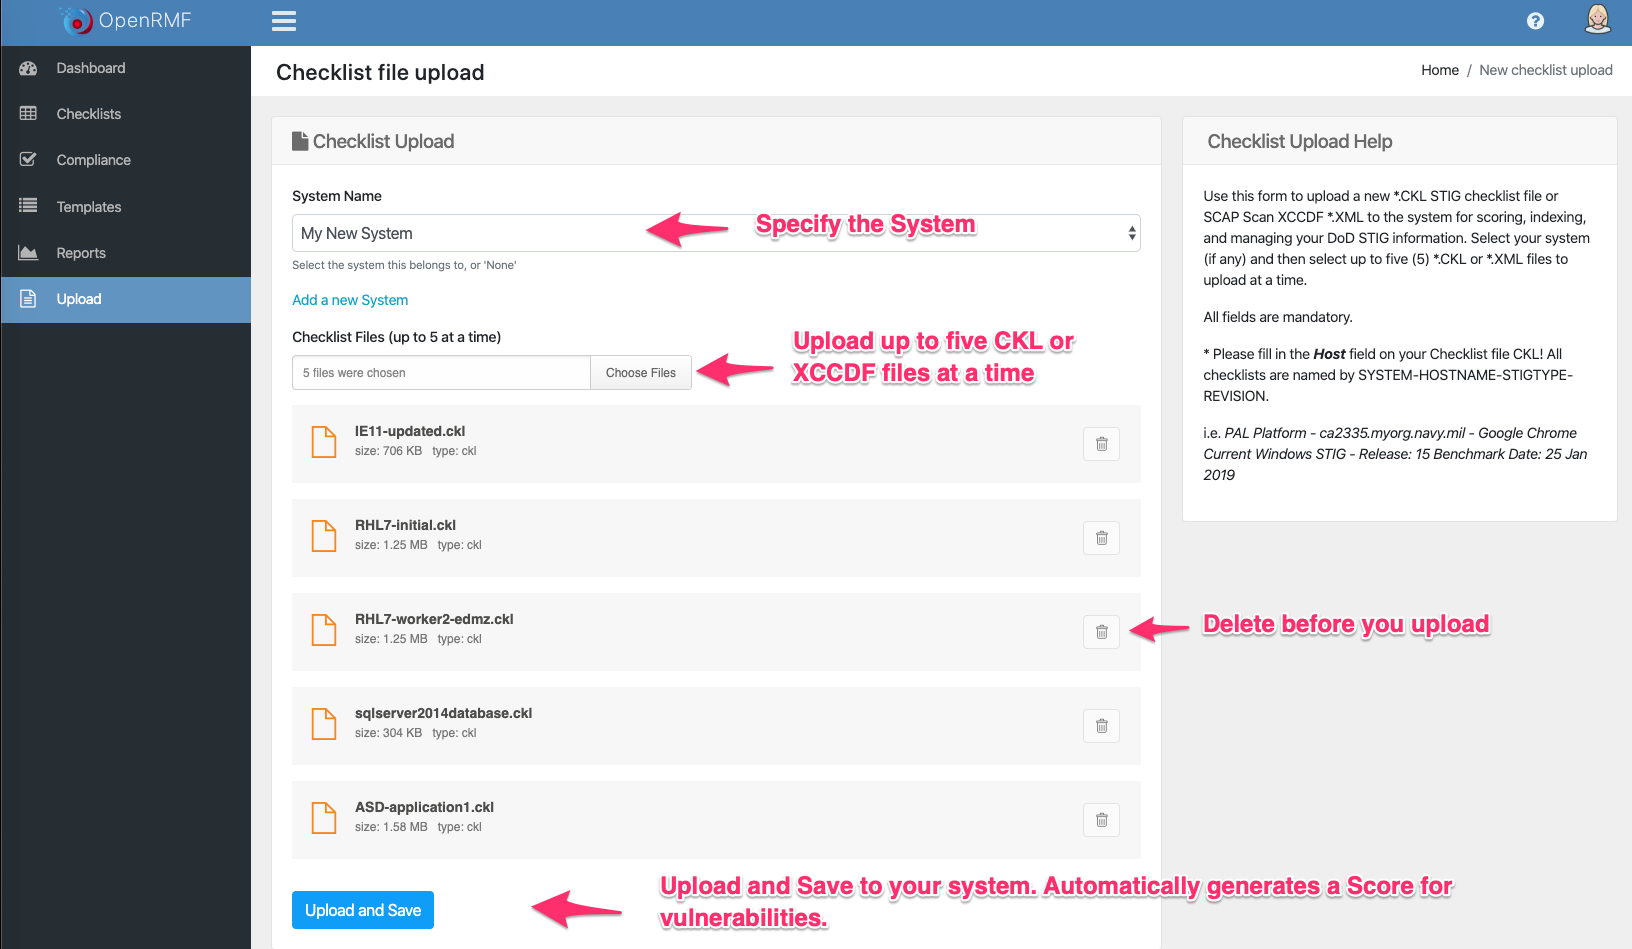 OpenRMF
Dashboard
Checklists
Compliance
Templates
Reports
Upload
Checklist file upload
Home / New checklist upload
Checklist Upload
System Name
My New System
Specify the System
Select the system this belongs to, or 'None'
Add a new System
Checklist Files (up to 5 at a time)
5 files were chosen
Choose Files
Upload up to five CKL or
XCCDF files at a time
IE11-updated.ckl
size: 706 KB type: ckl
RHL7-initial.ckl
size: 1.25 MB type: ckl
RHL7-worker2-edmz.ckl
size: 1.25 MB type: ckl
Delete before you upload
sqlserver2014database.ckl
size: 304 KB type: ckl
ASD-application1.ckl
size: 1.58 MB type: ckl
Upload and Save
Upload and Save to your system. Automatically generates a Score for
vulnerabilities.
Checklist Upload Help
Use this form to upload a new *.CKL STIG checklist file or
SCAP Scan XCCDF *.XML to the system for scoring, indexing,
and managing your DoD STIG information. Select your system
(if any) and then select up to five (5) *.CKL or *.XML files to
upload at a time.
All fields are mandatory.
* Please fill in the Host field on your Checklist file CKL! All
checklists are named by SYSTEM-HOSTNAME-STIGTYPE-
REVISION.
i.e. PAL Platform - ca2335.myorg.navy.mil - Google Chrome
Current Windows STIG - Release: 15 Benchmark Date: 25 Jan
2019